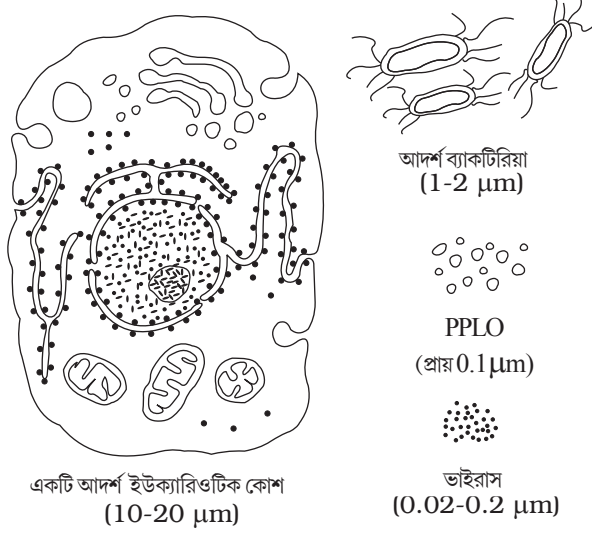 আদর্শ ব্যাকটিরিয়া
(1-2 μm)
PPLO
(প্রায় 0.1μm)
ভাইরাস
(0.02-0.2 μm)
একটি আদর্শ ইউক্যারিওটিক কোশ
(10-20 μm)